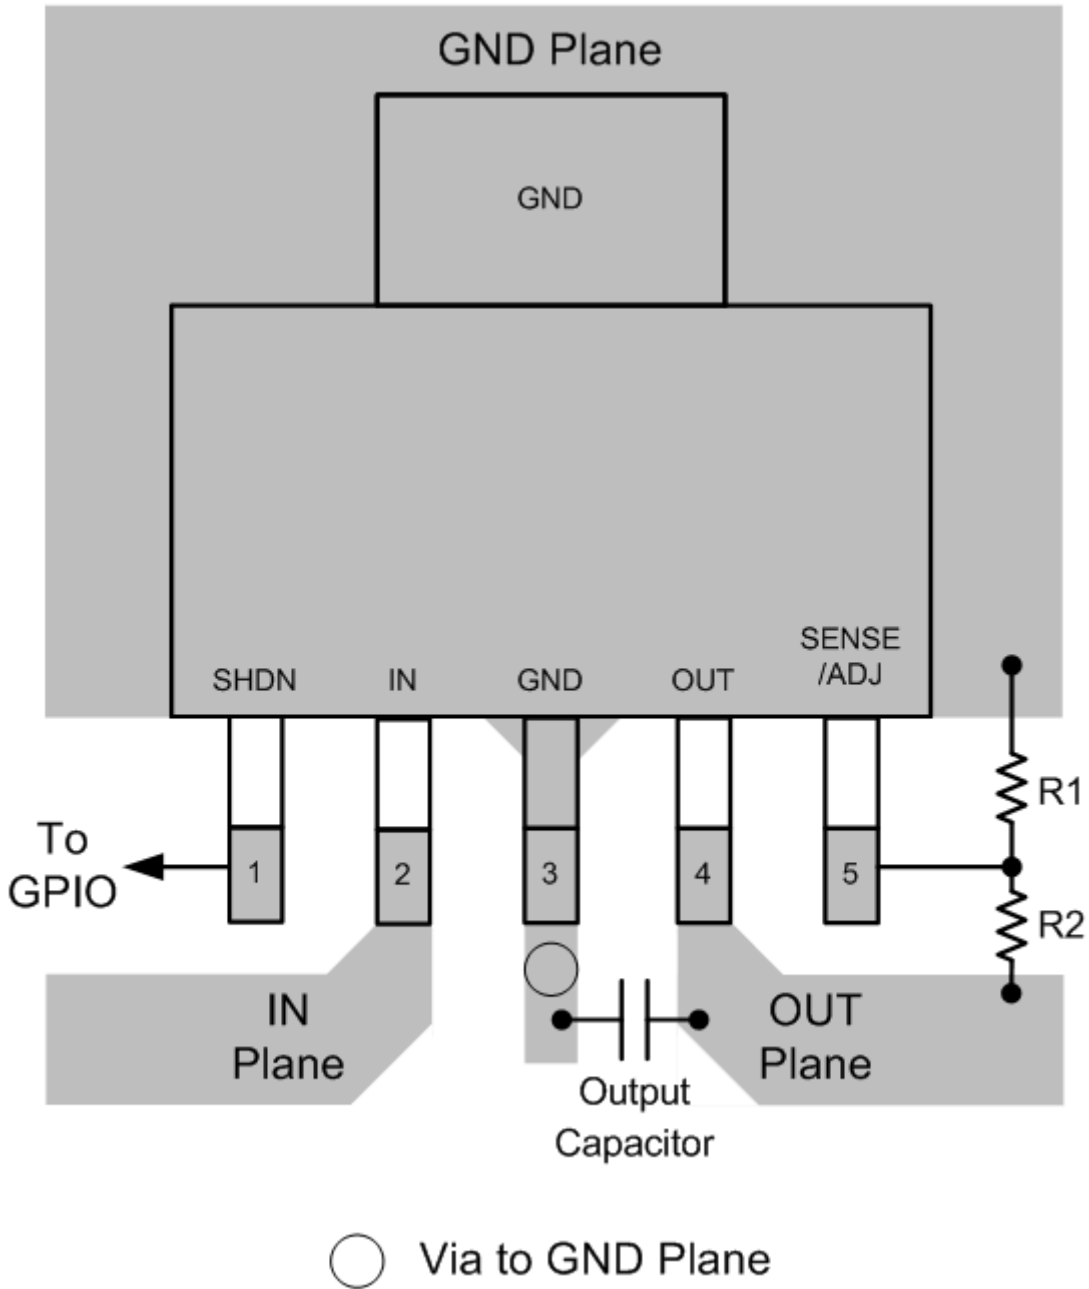 GND Plane
GND
SENSE
/ADJ
SHDN
IN
GND
OUT
R1
To
GPIO
1
2
3
4
5
R2
IN
Plane
OUT
Plane
Output
Capacitor
Via to GND Plane